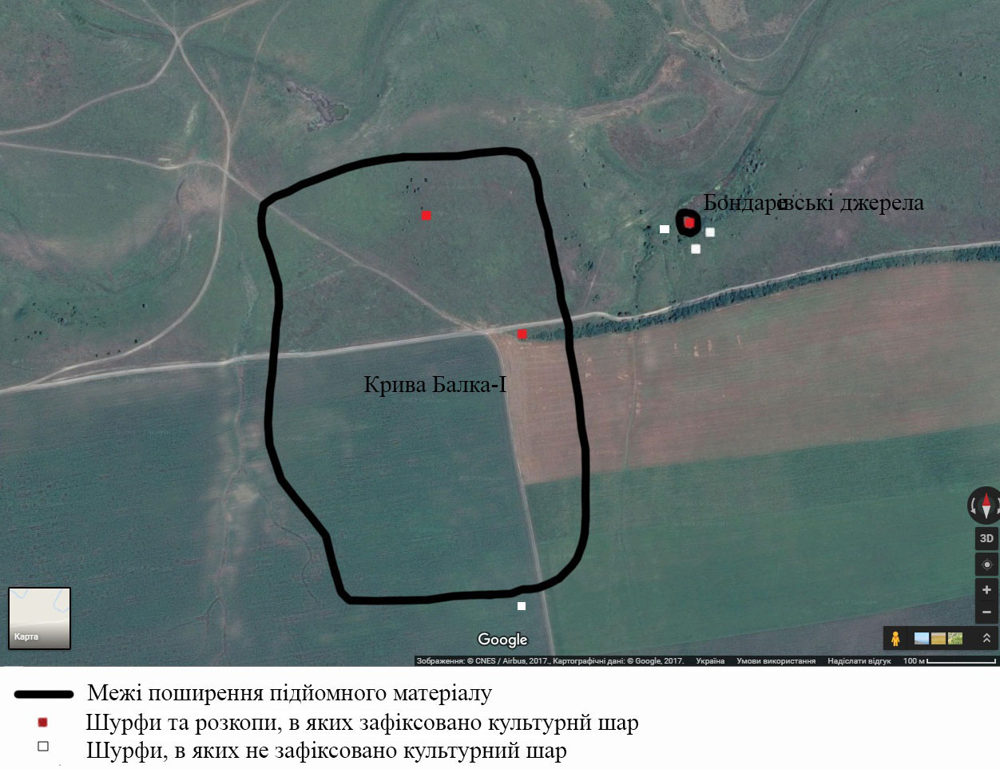 Бондарівські джерела
Крива Балка-І
3D
Карта
Google
Зображення: © CNES / Airbus, 2017., Картографічні дані: © Google, 2017. Україна Умови використання Надіслати відгук 100 м
Межі поширення підйомного матеріалу
Шурфи та розкопи, в яких зафіксовано культурнй шар
Шурфи, в яких не зафіксовано культурний шар